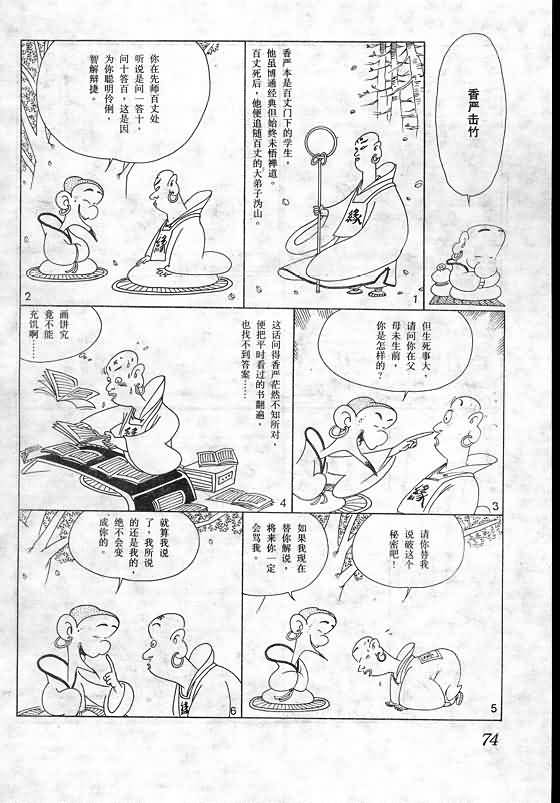 香严击竹
香严本是百丈门下的学生，
他虽博通经典但始终未悟禅道。
百丈死后，他便追随百丈的大弟子沩山。
1
你在先师百丈处
听说是问一答十，
问十答百，这是因
为你聪明伶俐，
智解辩捷。
2
但生死事大，
请问你在父
母未生前，
你是怎样的？
3
这话问得香严茫然不知所对，
便把平时看过的书翻遍，
也找不到答案……
画饼究
竟不能
充饥……
4
请你替我
说破这个
秘密吧！
如果我现在
替你解说，
将来你一定
会骂我。
5
就算我说
了，我所说
的还是我的，
绝不会变
成你的。
6
缘
缘
缘
缘
缘
74